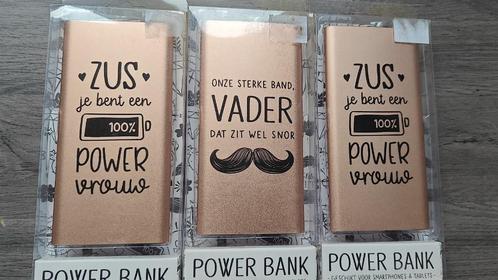 ZUS
je bent een
100%
POWER
vrouw
POWER BANK
ONZE STERKE BAND,
VADER
DAT ZIT WEL SNOR
POWER BANK
ZUS
je bent een
100%
POWER
vrouw
POWER BANK
GESCHIKT VOOR SMARTPHONES & TABLETS